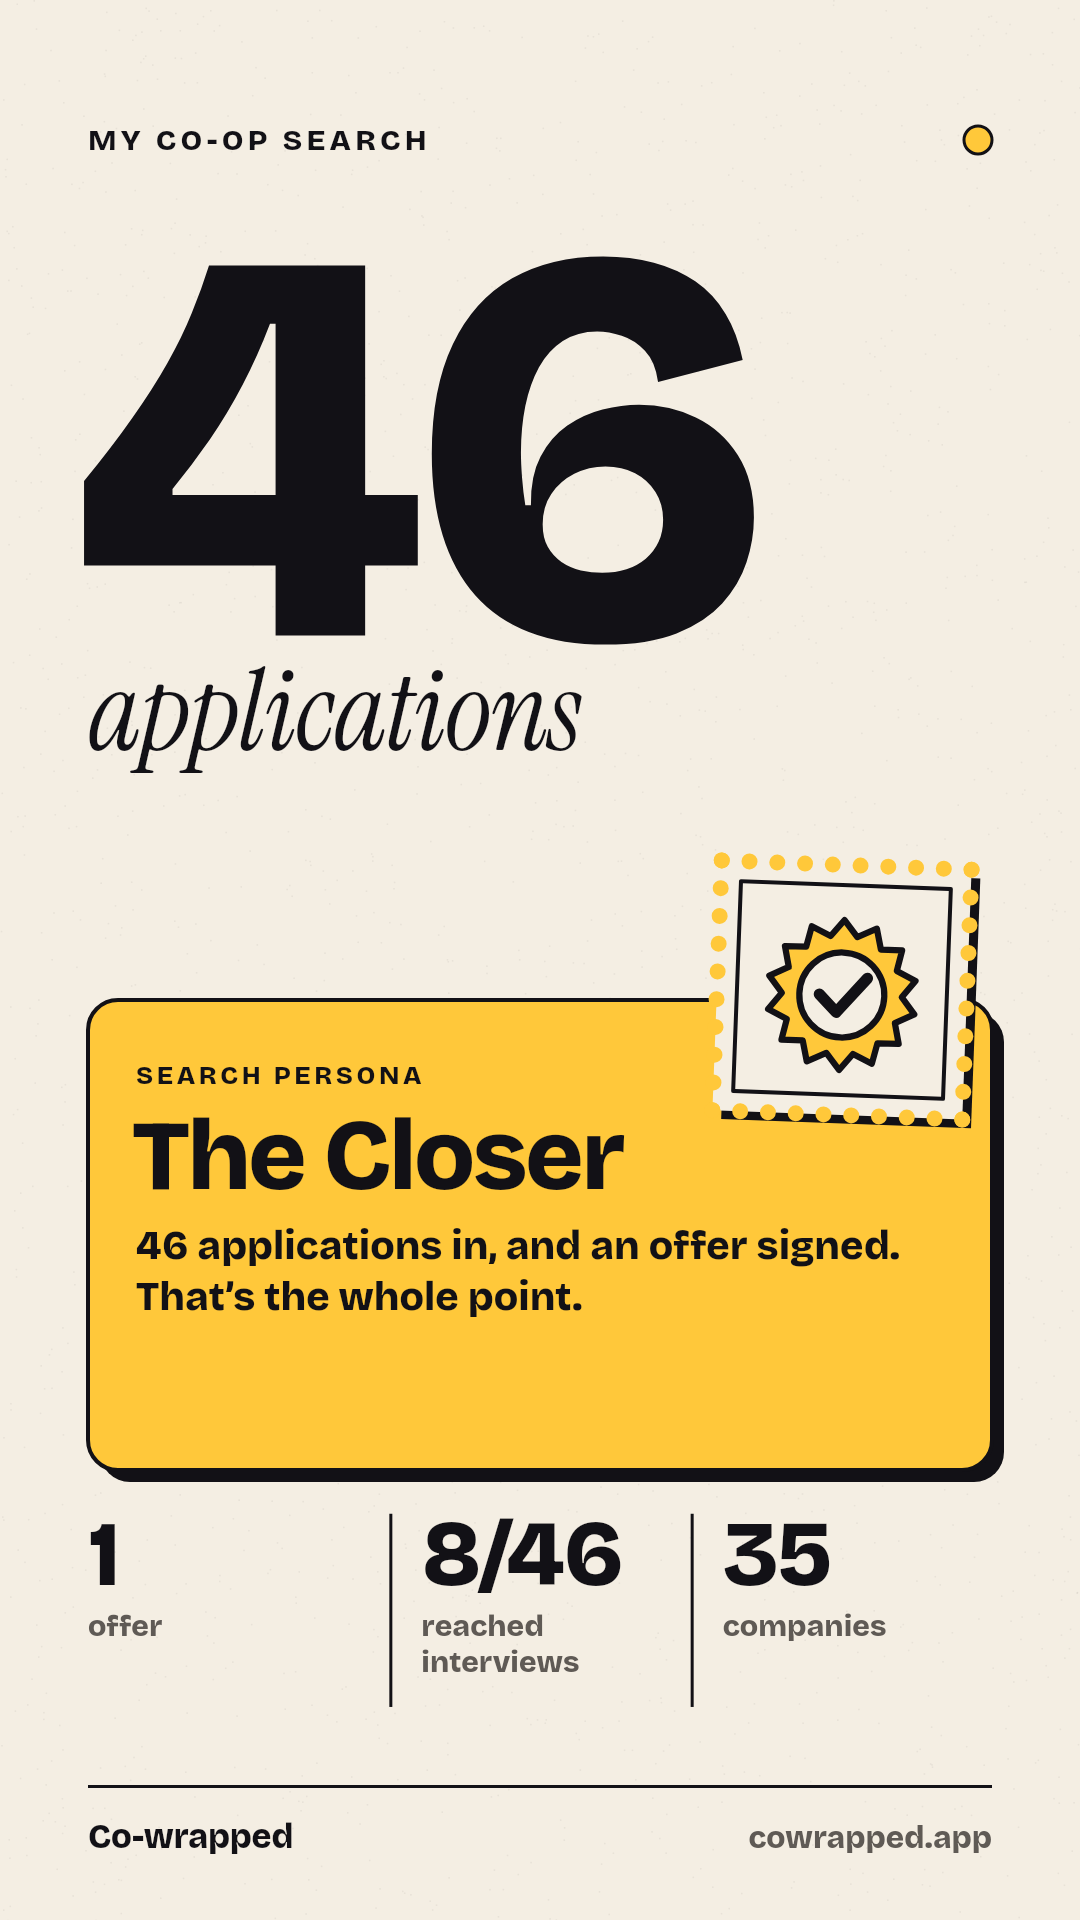 MY CO-OP SEARCH
46
applications
SEARCH PERSONA
The Closer
46 applications in, and an offer signed.
That’s the whole point.
1
offer
8/46
reached
interviews
35
companies
Co-wrapped
cowrapped.app